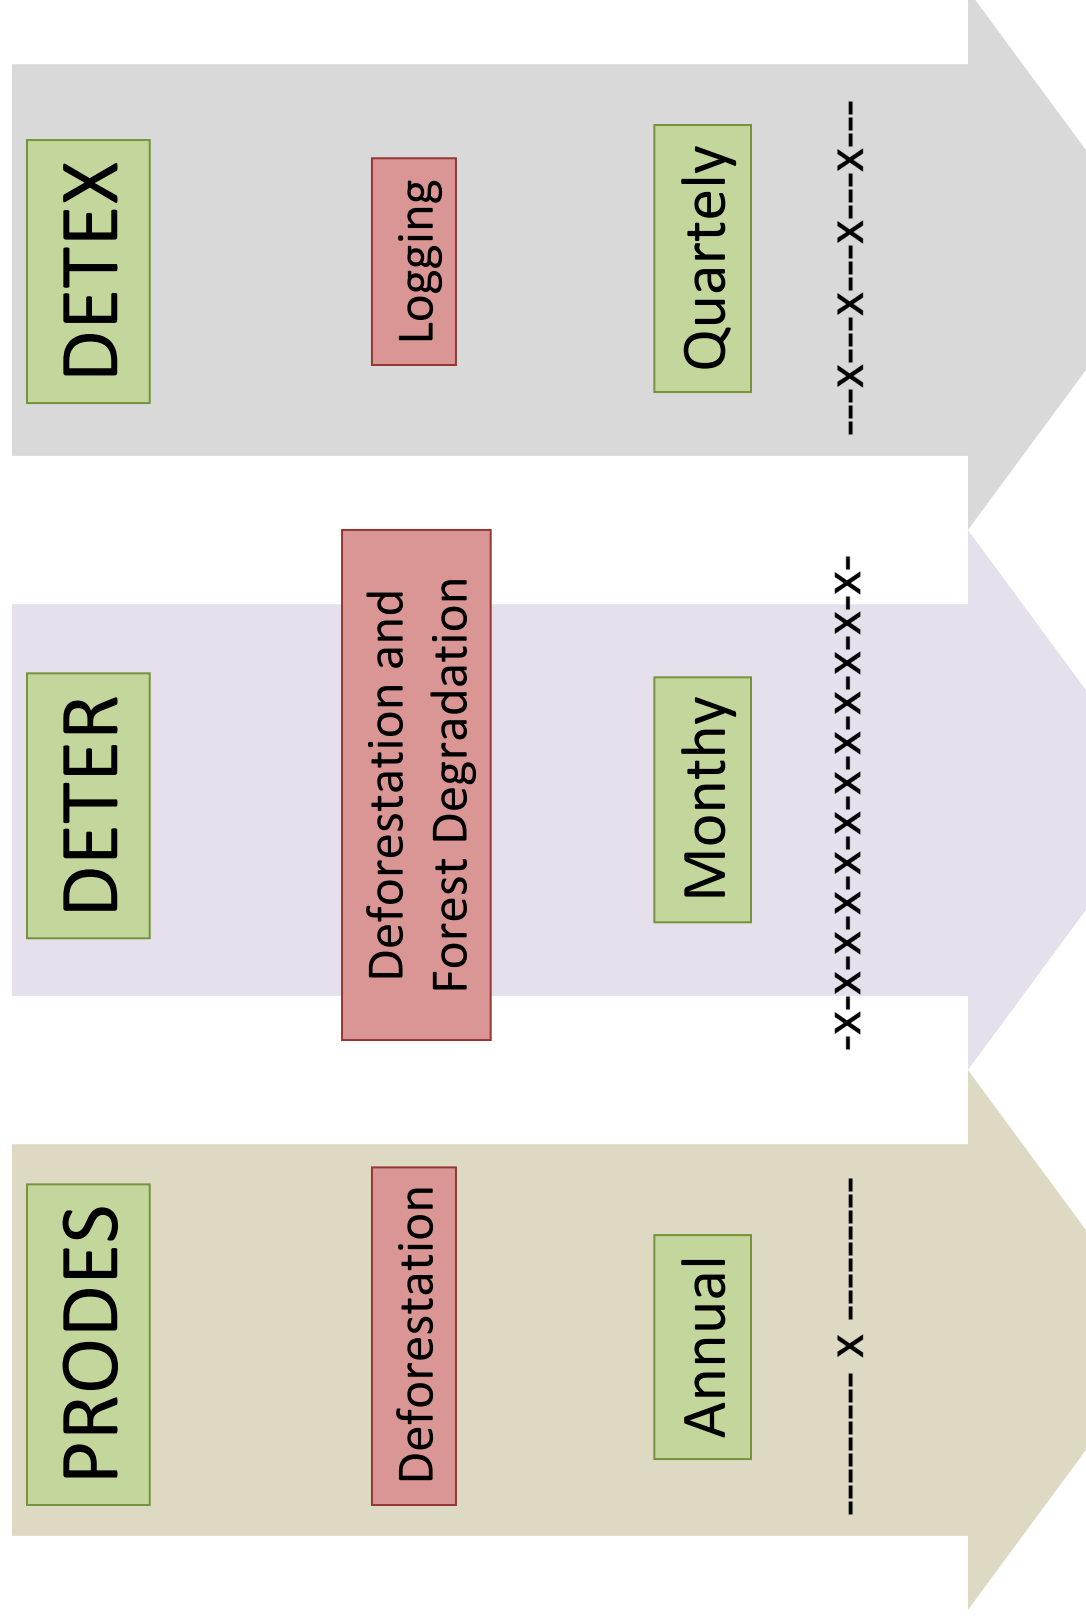 PRODES
DETER
DETEX
Deforestation
Deforestation and
Forest Degradation
Logging
Annual
Monthy
Quartely
--------- x ---------
-x-x-x-x-x-x-x-x-x-x-x-x-
---x---x---x---x---